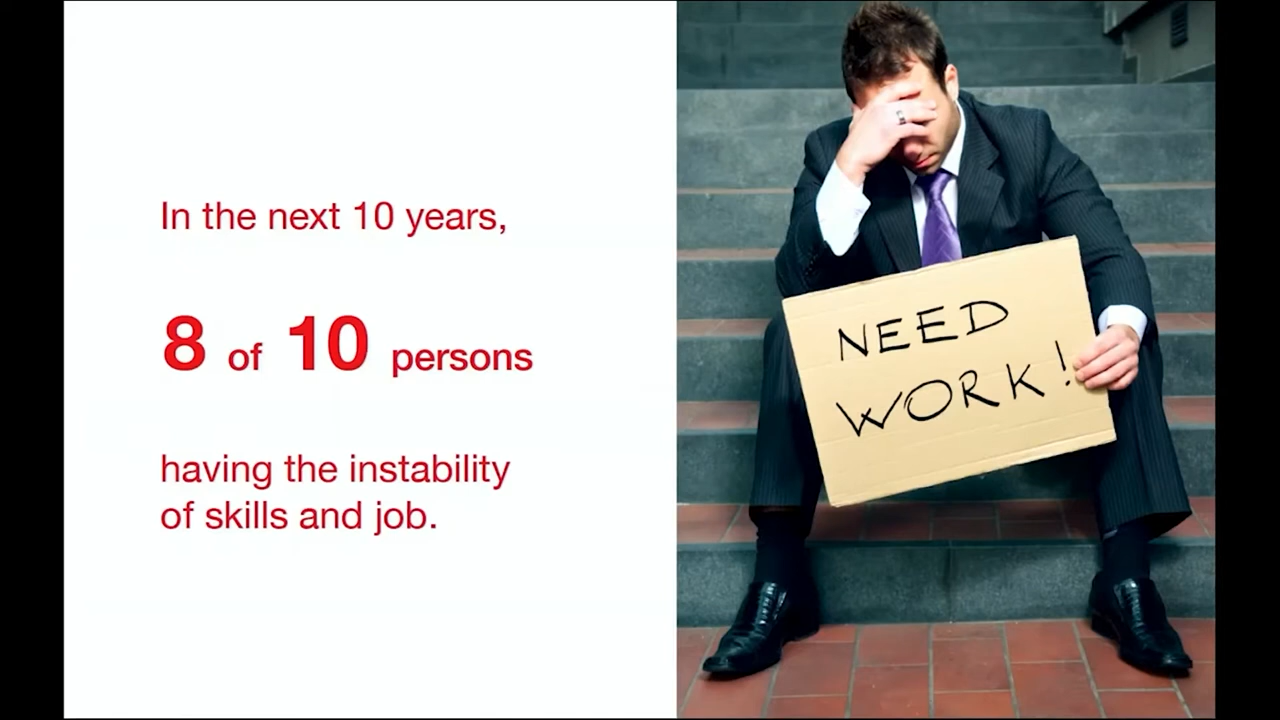 In the next 10 years,
8 of 10 persons
having the instability
of skills and job.
NEED
WORK!